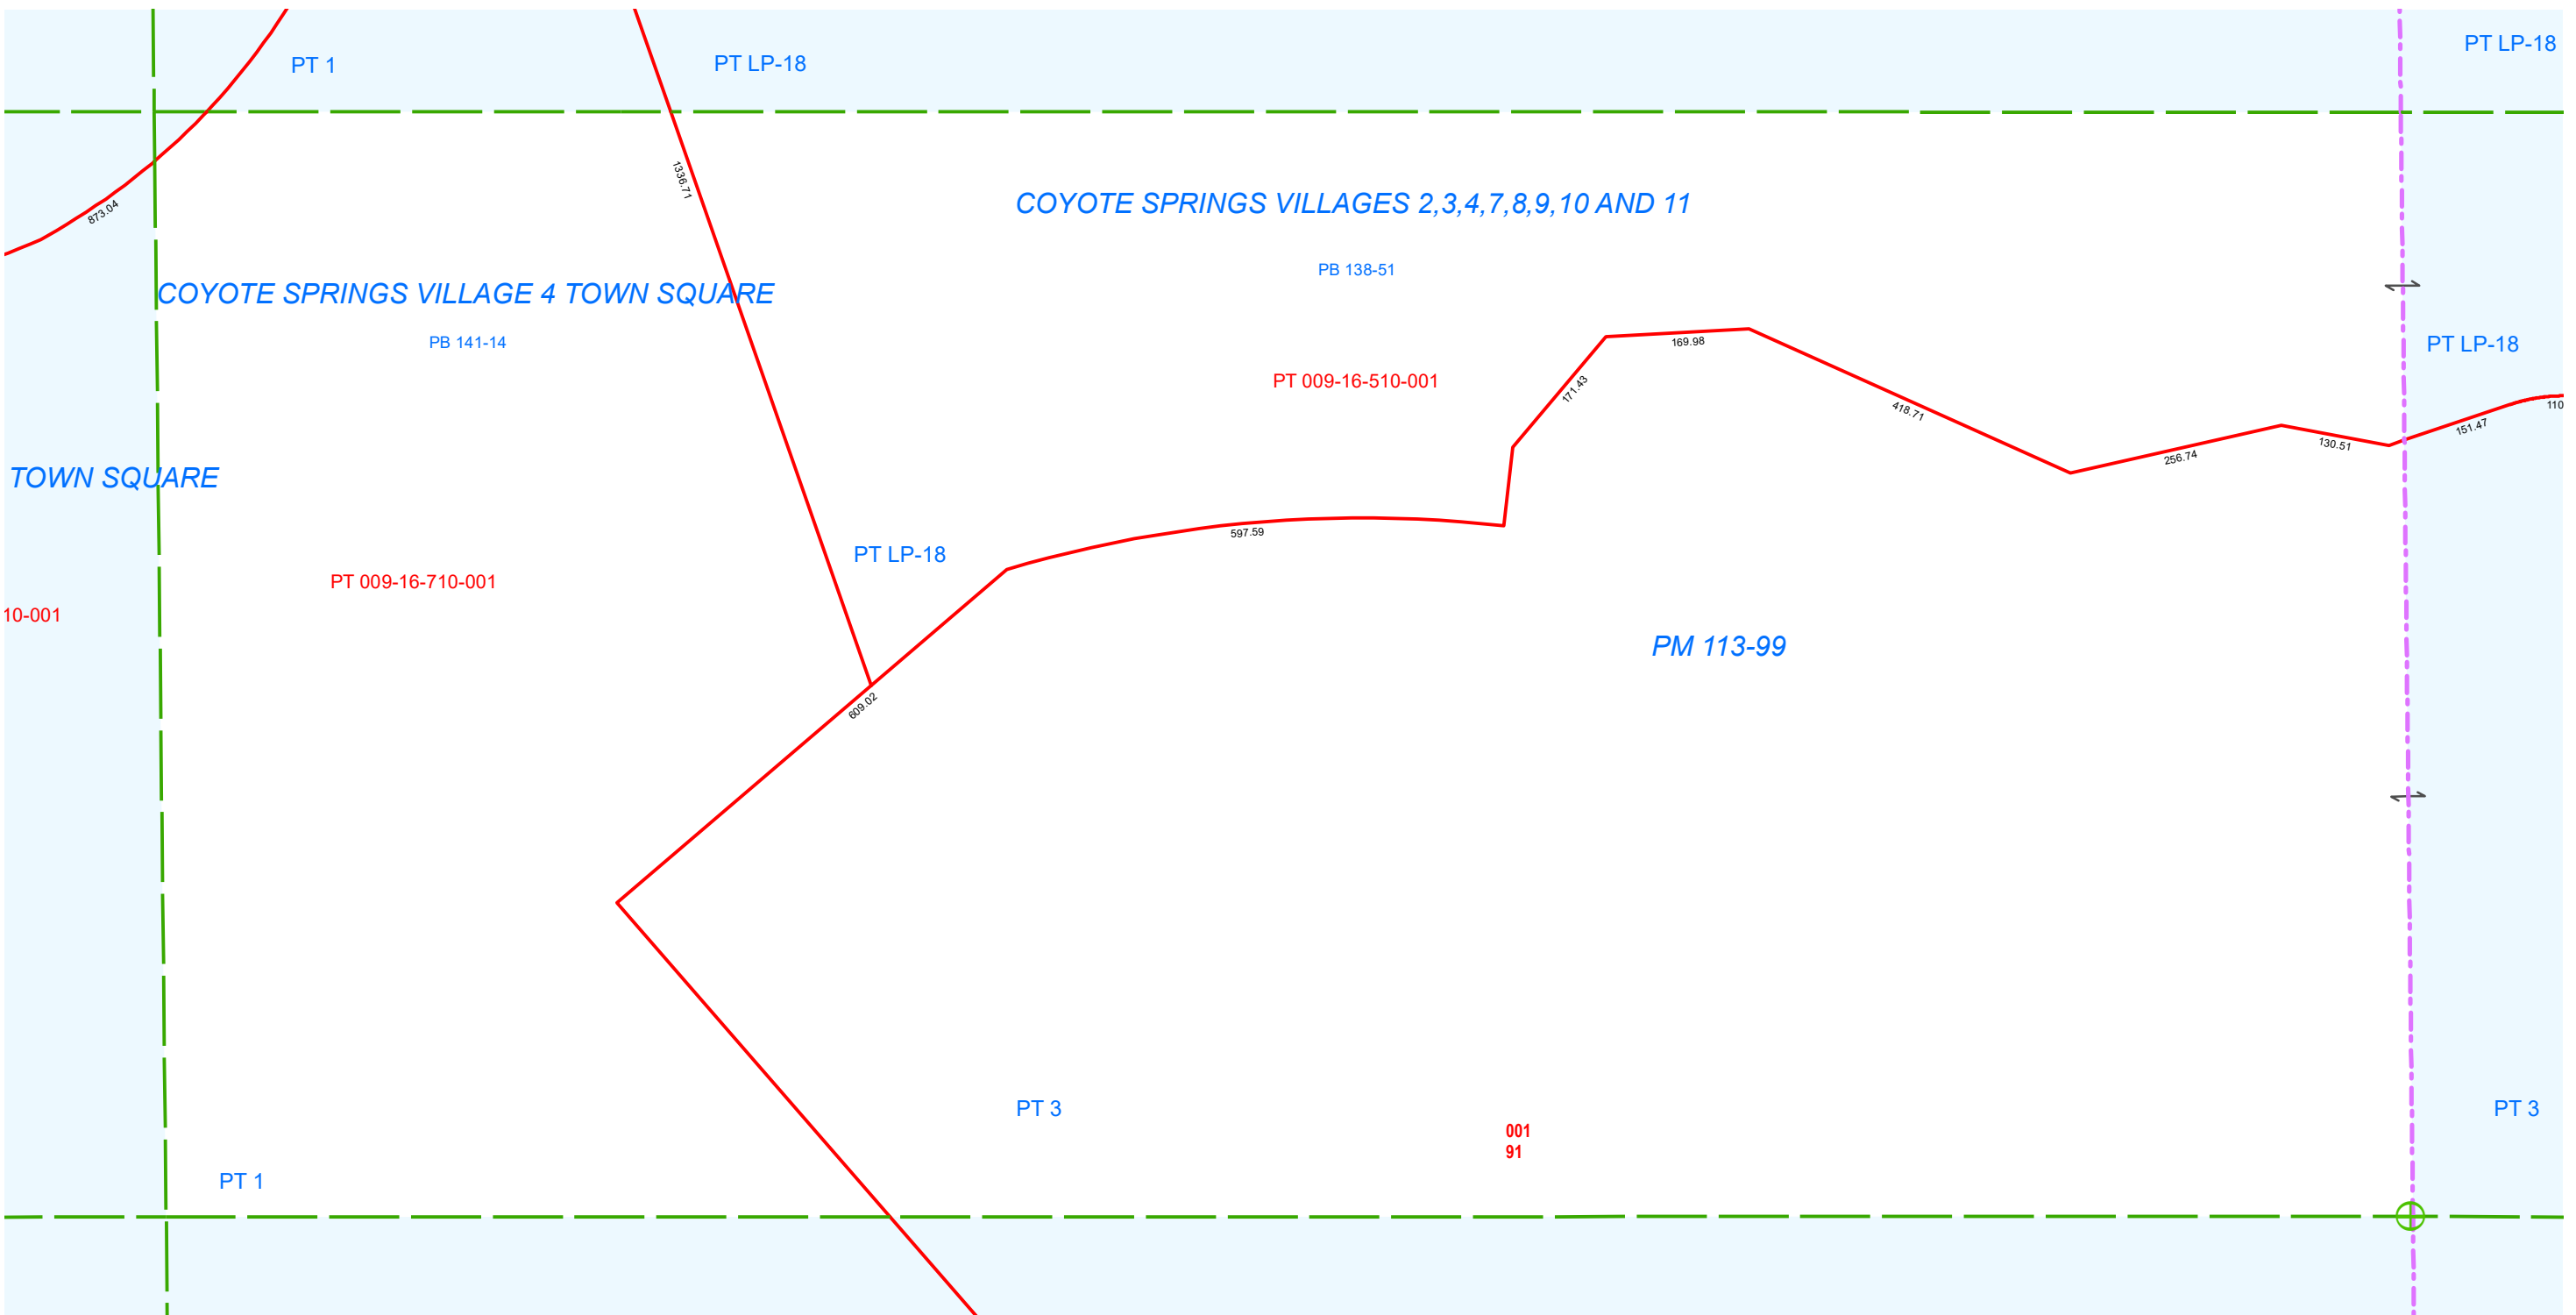 PT LP-18
PT 1
PT LP-18
1336.71
COYOTE SPRINGS VILLAGES 2,3,4,7,8,9,10 AND 11
873.04
PB 138-51
COYOTE SPRINGS VILLAGE 4 TOWN SQUARE
PB 141-14
169.98
PT LP-18
PT 009-16-510-001
171.43
418.71
110
151.47
130.51
256.74
TOWN SQUARE
597.59
PT LP-18
PT 009-16-710-001
10-001
PM 113-99
609.02
PT 3
PT 3
001
91
PT 1